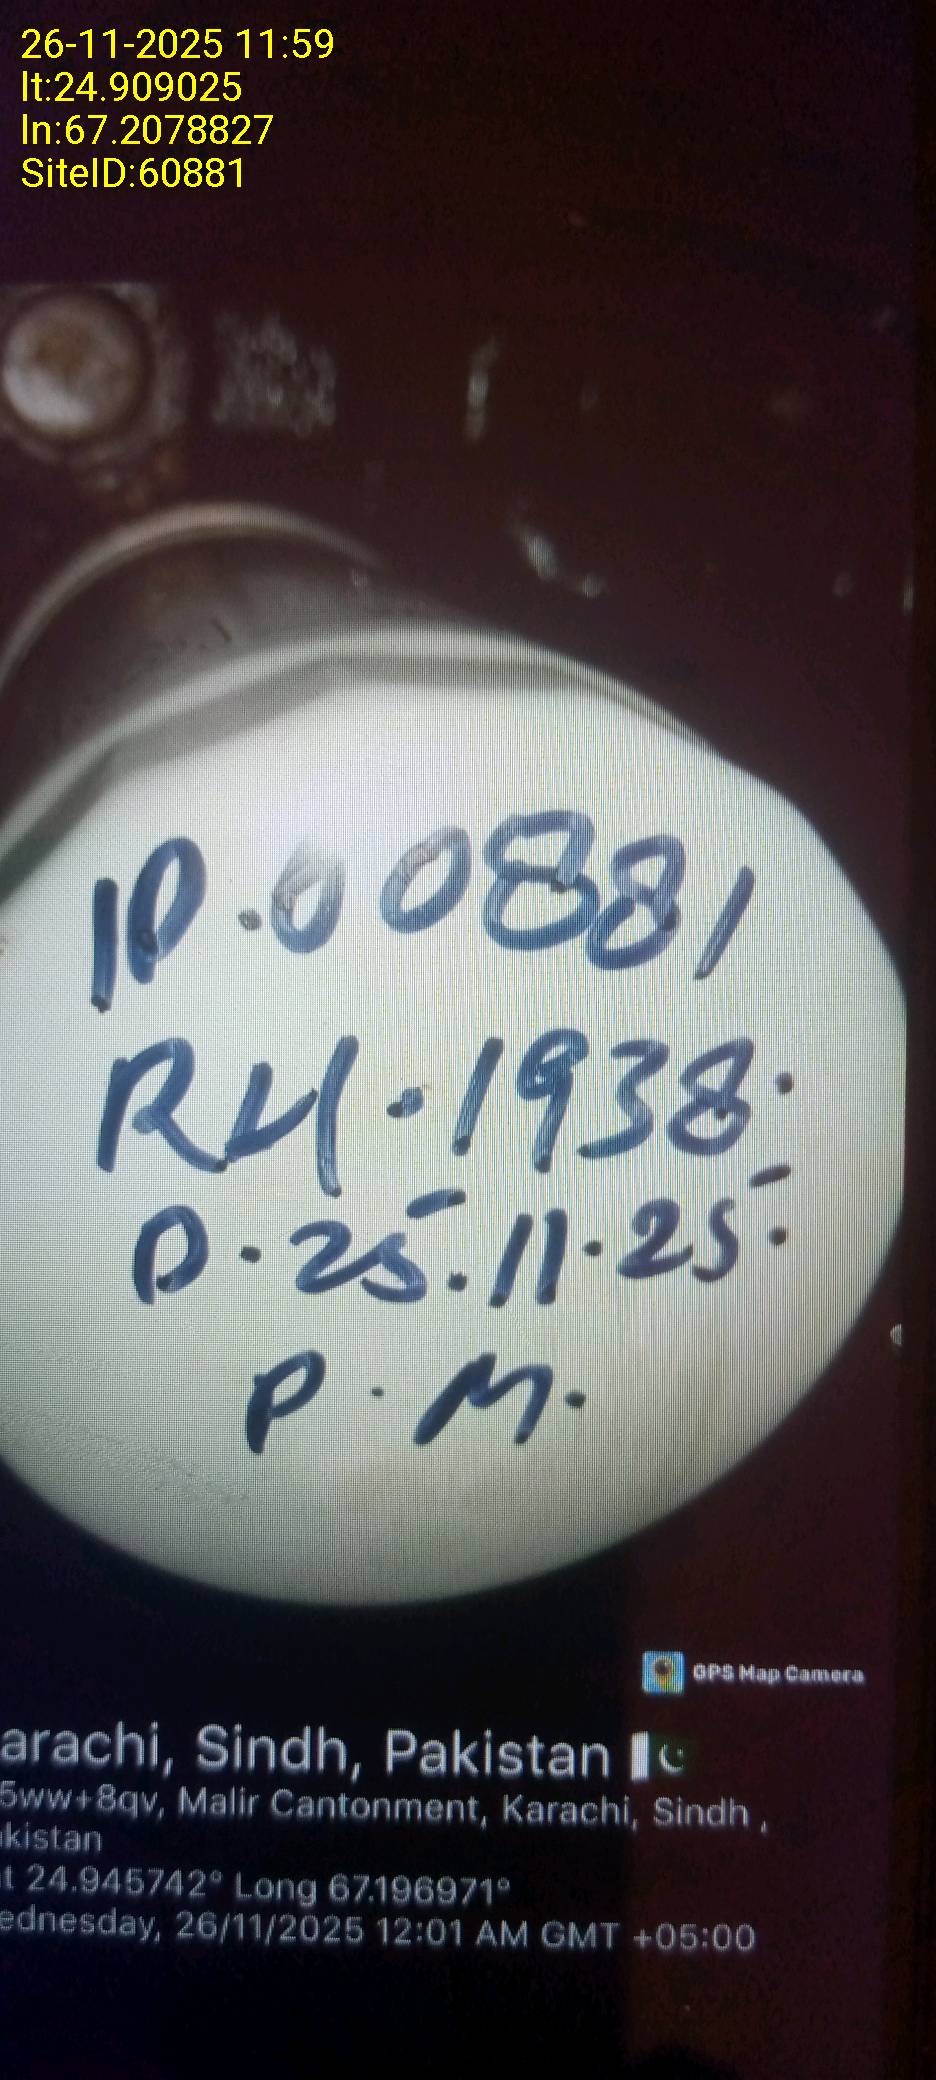 26-11-2025 11:59
lt:24.909025
ln:67.2078827
SiteID:60881
ID.00881
RH.1938.
D.25.11.25.
P.M.
GPS Map Camera
arachi, Sindh, Pakistan
5ww+8qv, Malir Cantonment, Karachi, Sindh ,
kistan
t 24.945742° Long 67.196971°
ednesday, 26/11/2025 12:01 AM GMT +05:00